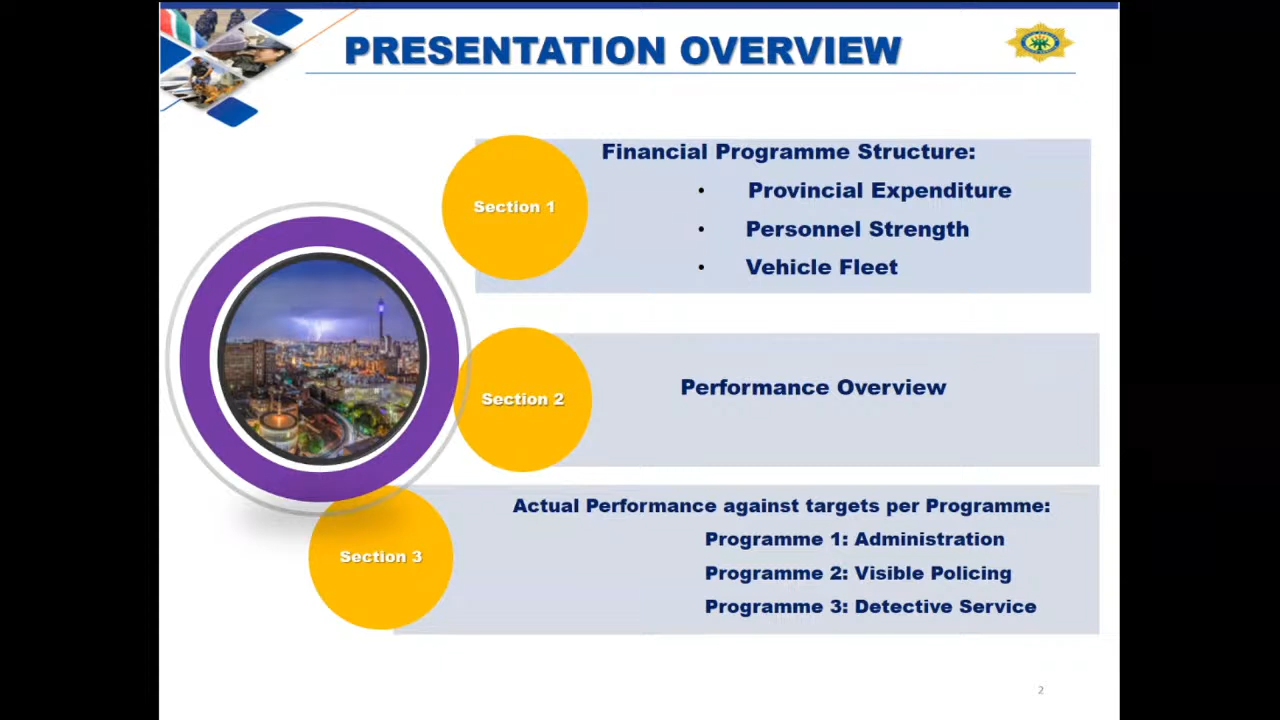 PRESENTATION OVERVIEW
Section 1
Financial Programme Structure:
• Provincial Expenditure
• Personnel Strength
• Vehicle Fleet
Section 2
Performance Overview
Section 3
Actual Performance against targets per Programme:
Programme 1: Administration
Programme 2: Visible Policing
Programme 3: Detective Service
2